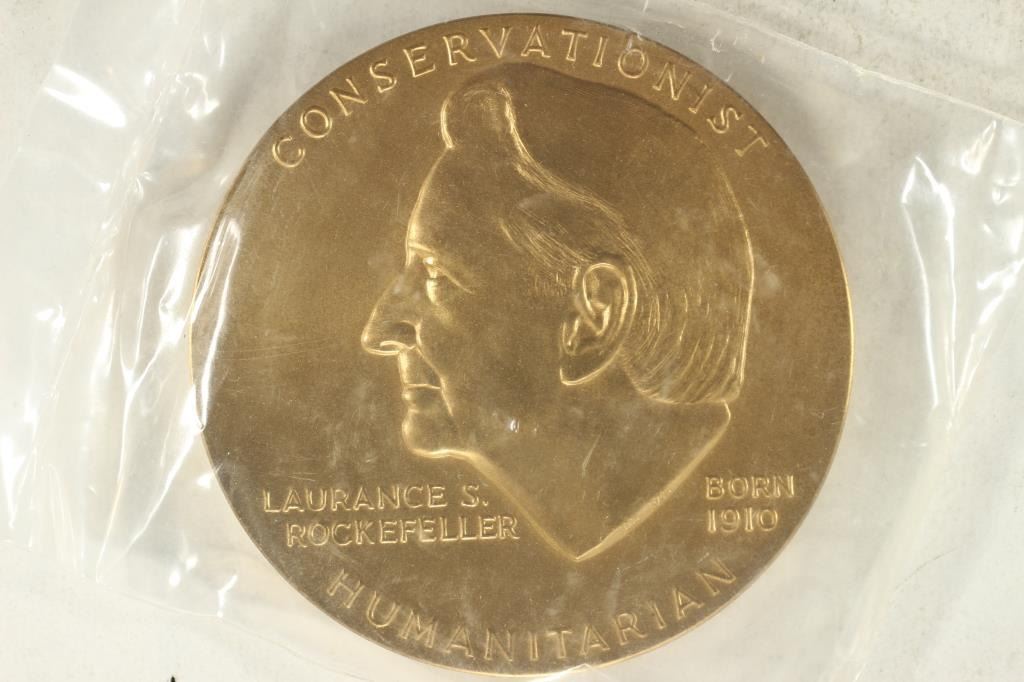 CONSERVATIONIST
LAURANCE S.
ROCKEFELLER
BORN
1910
HUMANITARIAN